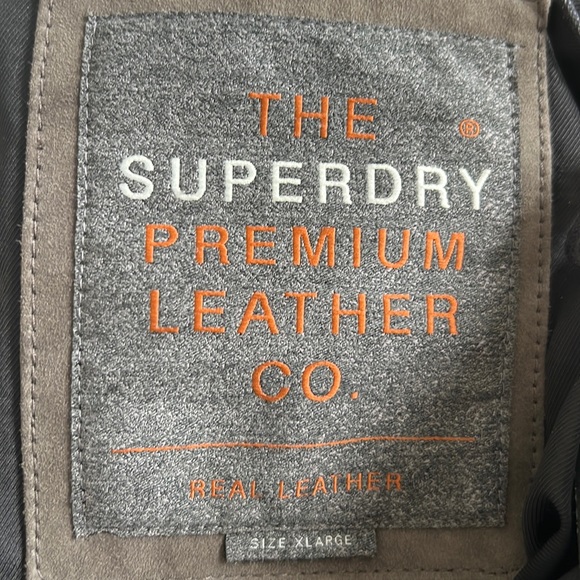 THE ®
SUPERDRY
PREMIUM
LEATHER
CO.
REAL LEATHER
SIZE XLARGE